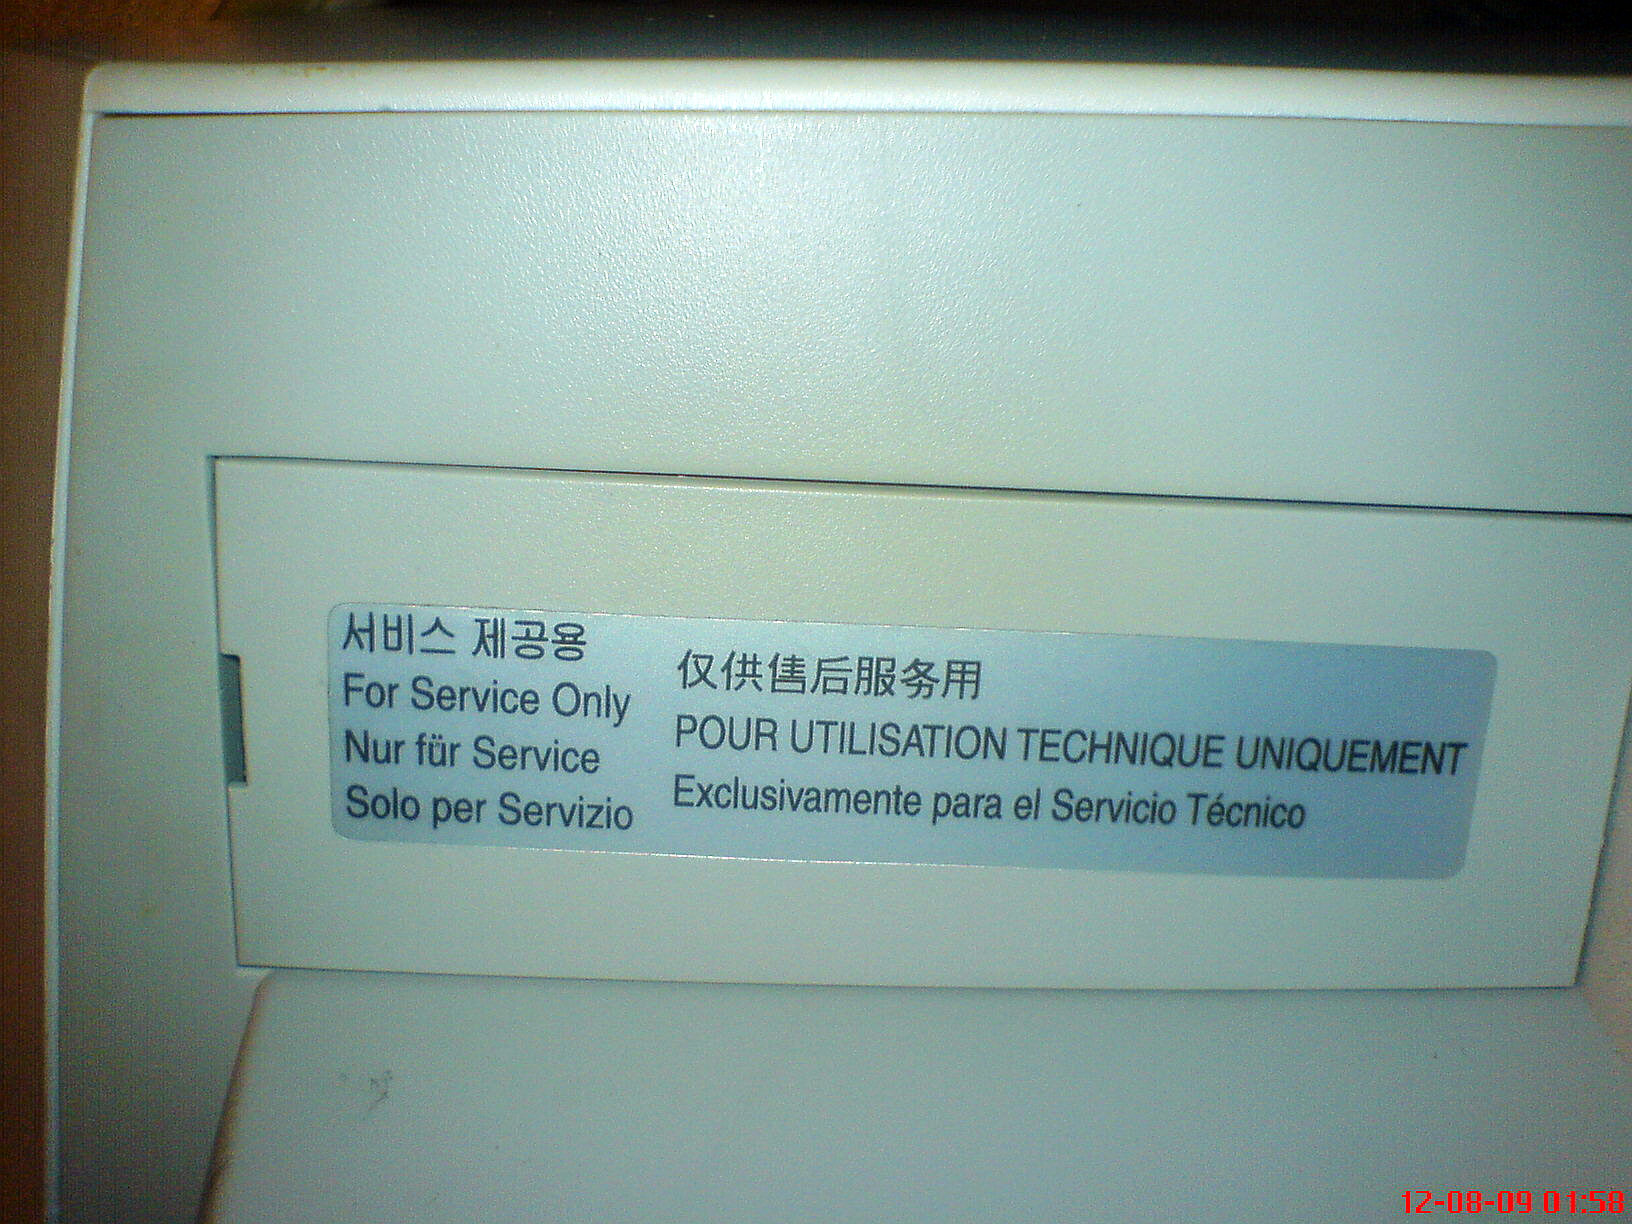 서비스 제공용
For Service Only
Nur für Service
Solo per Servizio
仅供售后服务用
POUR UTILISATION TECHNIQUE UNIQUEMENT
Exclusivamente para el Servicio Técnico
12-08-09 01:58